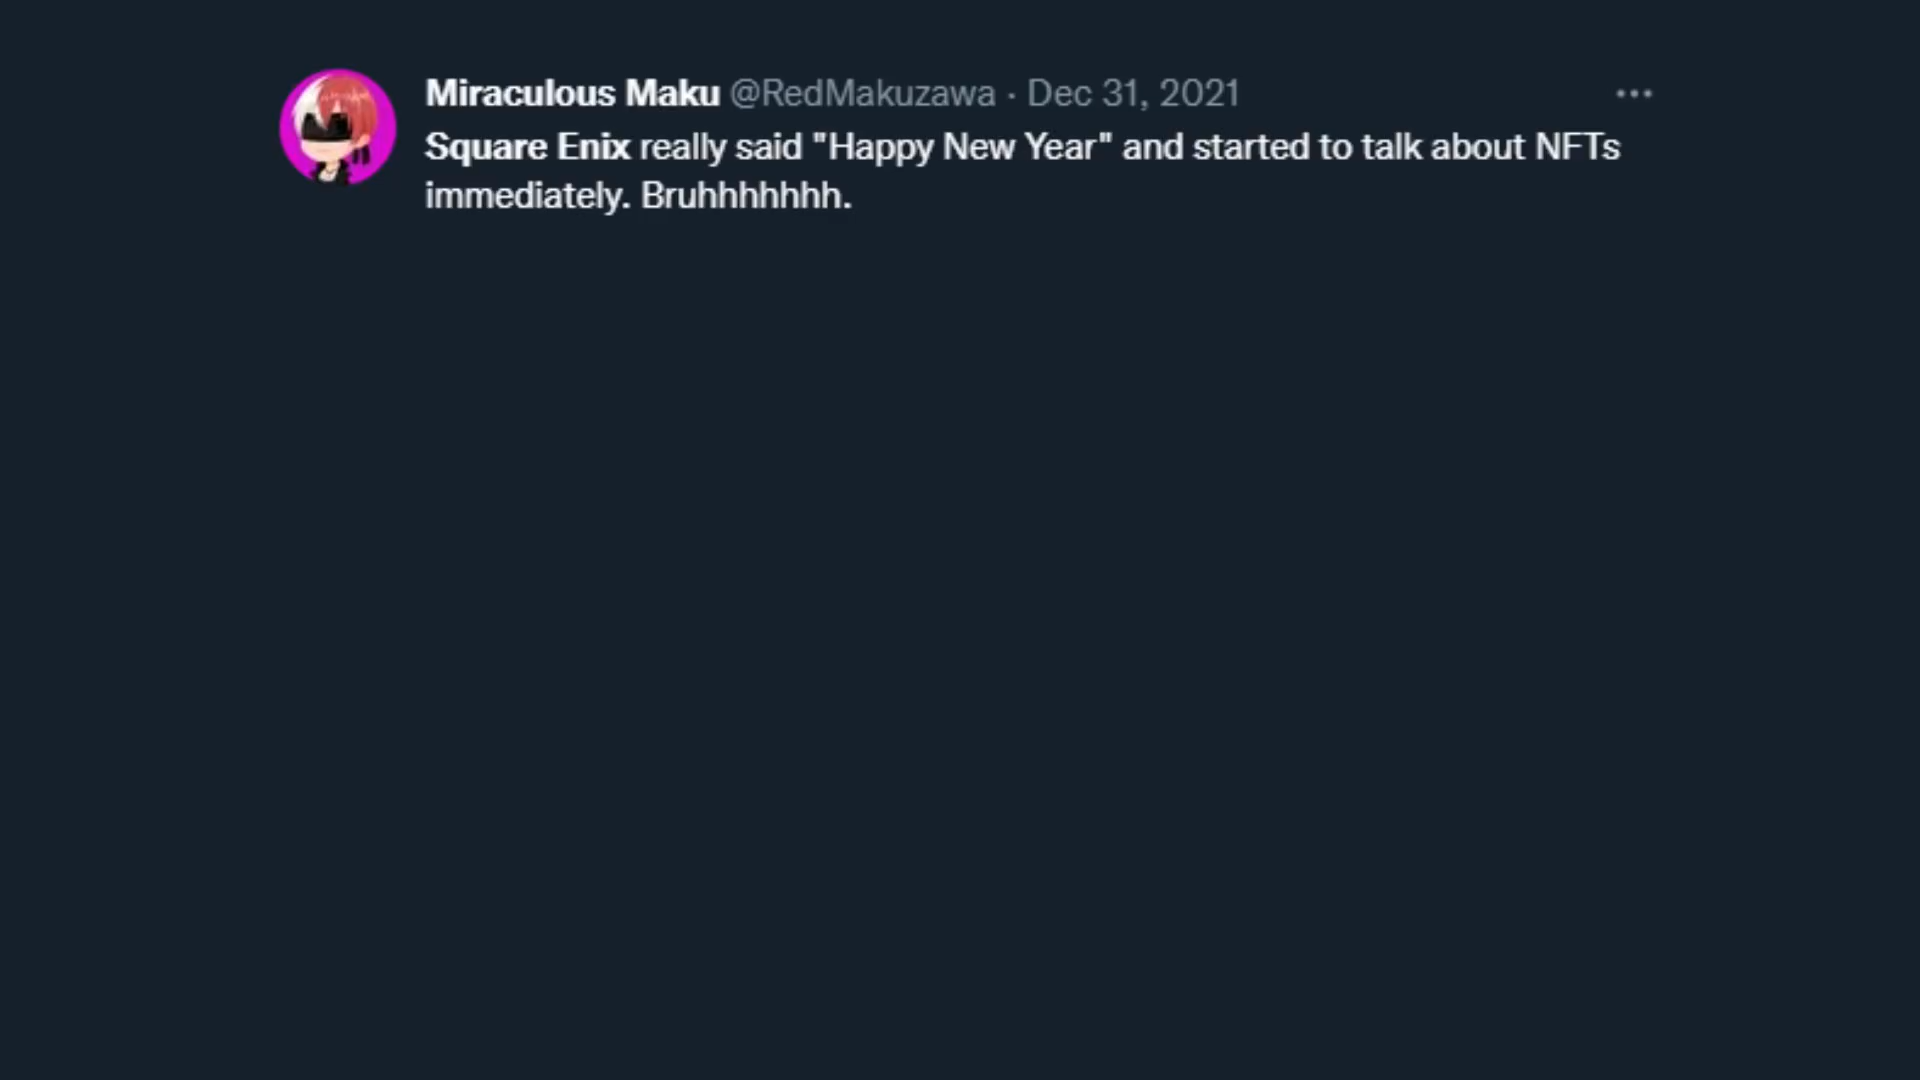 Miraculous Maku @RedMakuzawa · Dec 31, 2021
Square Enix really said "Happy New Year" and started to talk about NFTs
immediately. Bruhhhhhhh.